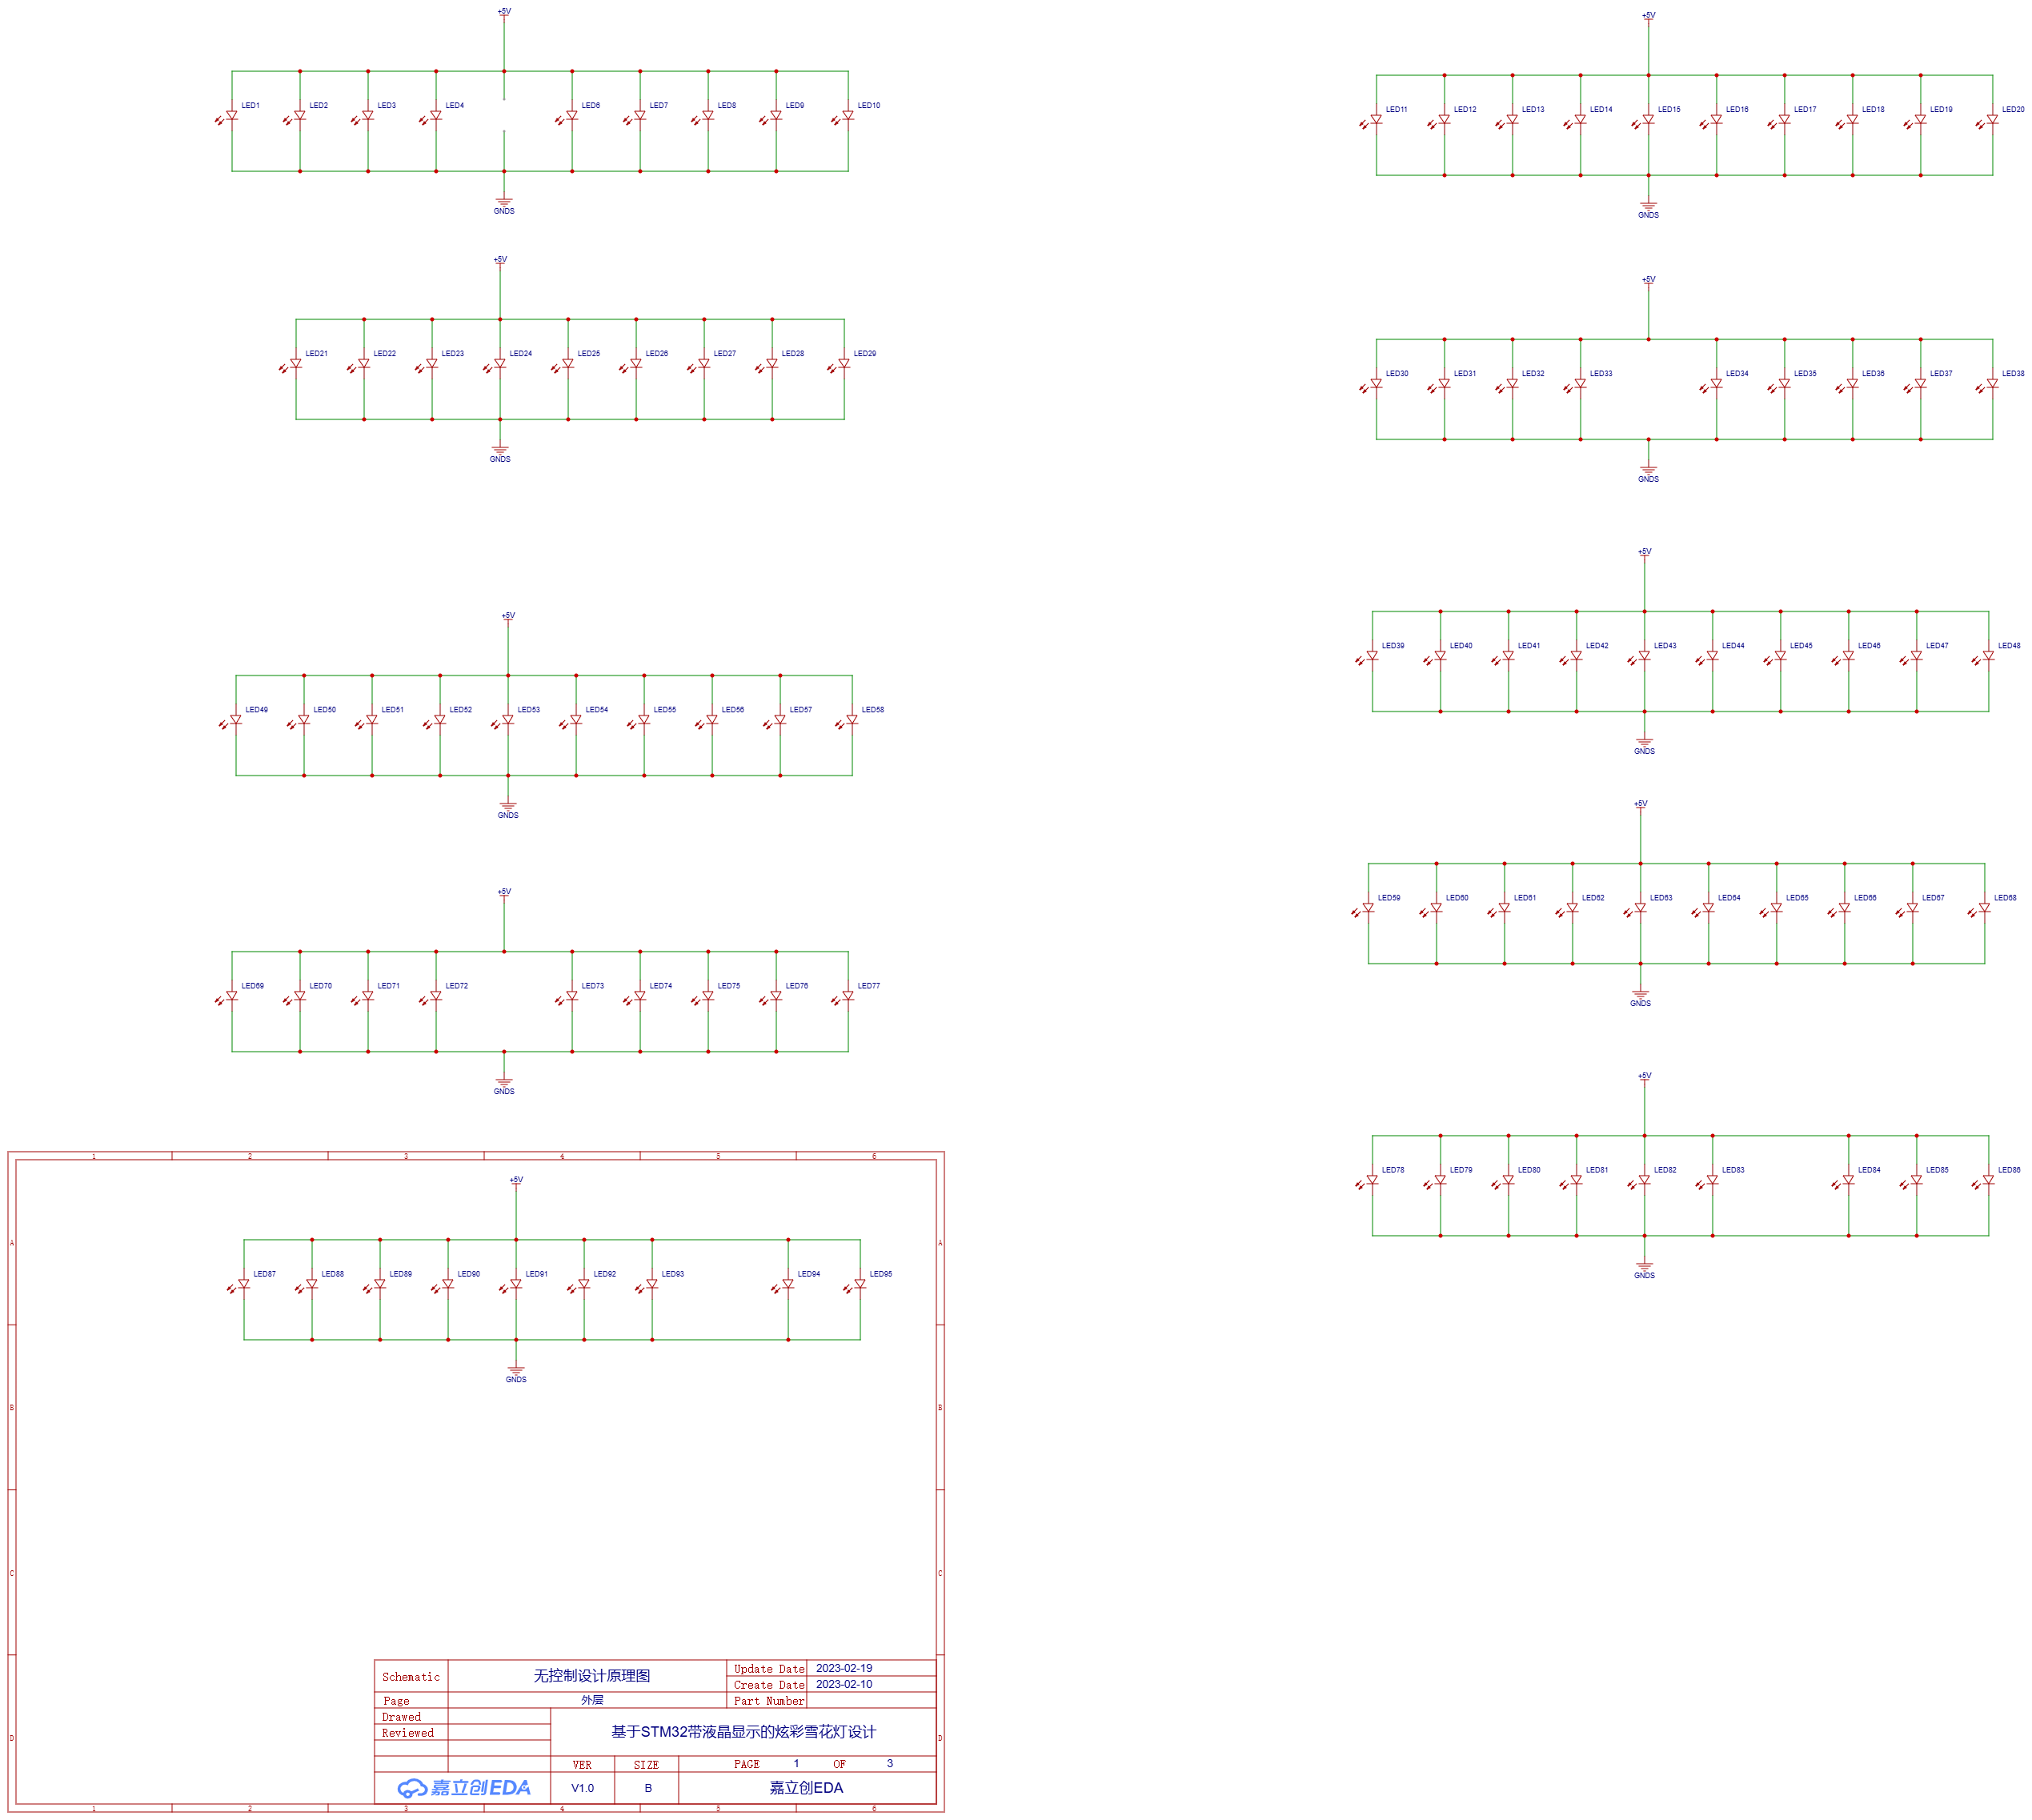 +5V
LED1 LED2 LED3 LED4 LED6 LED7 LED8 LED9 LED10
GNDS
+5V
LED11 LED12 LED13 LED14 LED15 LED16 LED17 LED18 LED19 LED20
GNDS
+5V
LED21 LED22 LED23 LED24 LED25 LED26 LED27 LED28 LED29
GNDS
+5V
LED30 LED31 LED32 LED33 LED34 LED35 LED36 LED37 LED38
GNDS
+5V
LED39 LED40 LED41 LED42 LED43 LED44 LED45 LED46 LED47 LED48
GNDS
+5V
LED49 LED50 LED51 LED52 LED53 LED54 LED55 LED56 LED57 LED58
GNDS
+5V
LED59 LED60 LED61 LED62 LED63 LED64 LED65 LED66 LED67 LED68
GNDS
+5V
LED69 LED70 LED71 LED72 LED73 LED74 LED75 LED76 LED77
GNDS
+5V
LED78 LED79 LED80 LED81 LED82 LED83 LED84 LED85 LED86
GNDS
1 2 3 4 5 6
+5V
A A
LED87 LED88 LED89 LED90 LED91 LED92 LED93 LED94 LED95
GNDS
B B
C C
D D
Schematic 无控制设计原理图 Update Date 2023-02-19
Create Date 2023-02-10
Page 外层 Part Number
Drawed
Reviewed
基于STM32带液晶显示的炫彩雪花灯设计
VER SIZE PAGE 1 OF 3
嘉立创EDA V1.0 B 嘉立创EDA
1 2 3 4 5 6